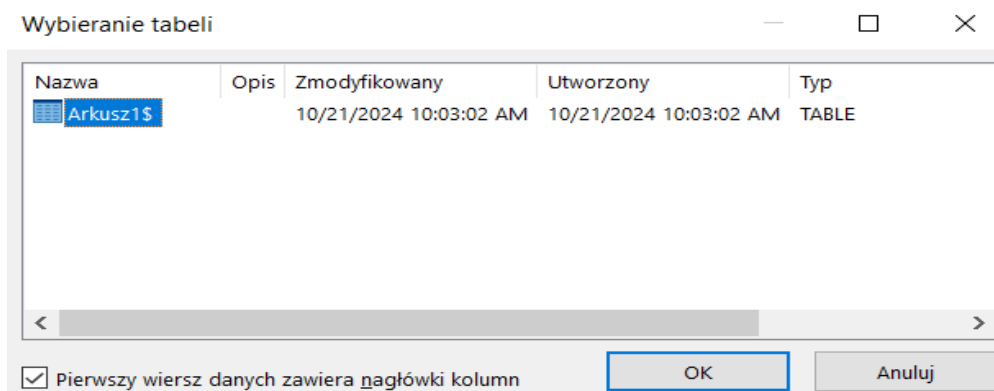 Wybieranie tabeli
Nazwa Opis Zmodyfikowany Utworzony Typ
Arkusz1$ 10/21/2024 10:03:02 AM 10/21/2024 10:03:02 AM TABLE
Pierwszy wiersz danych zawiera nagłówki kolumn OK Anuluj